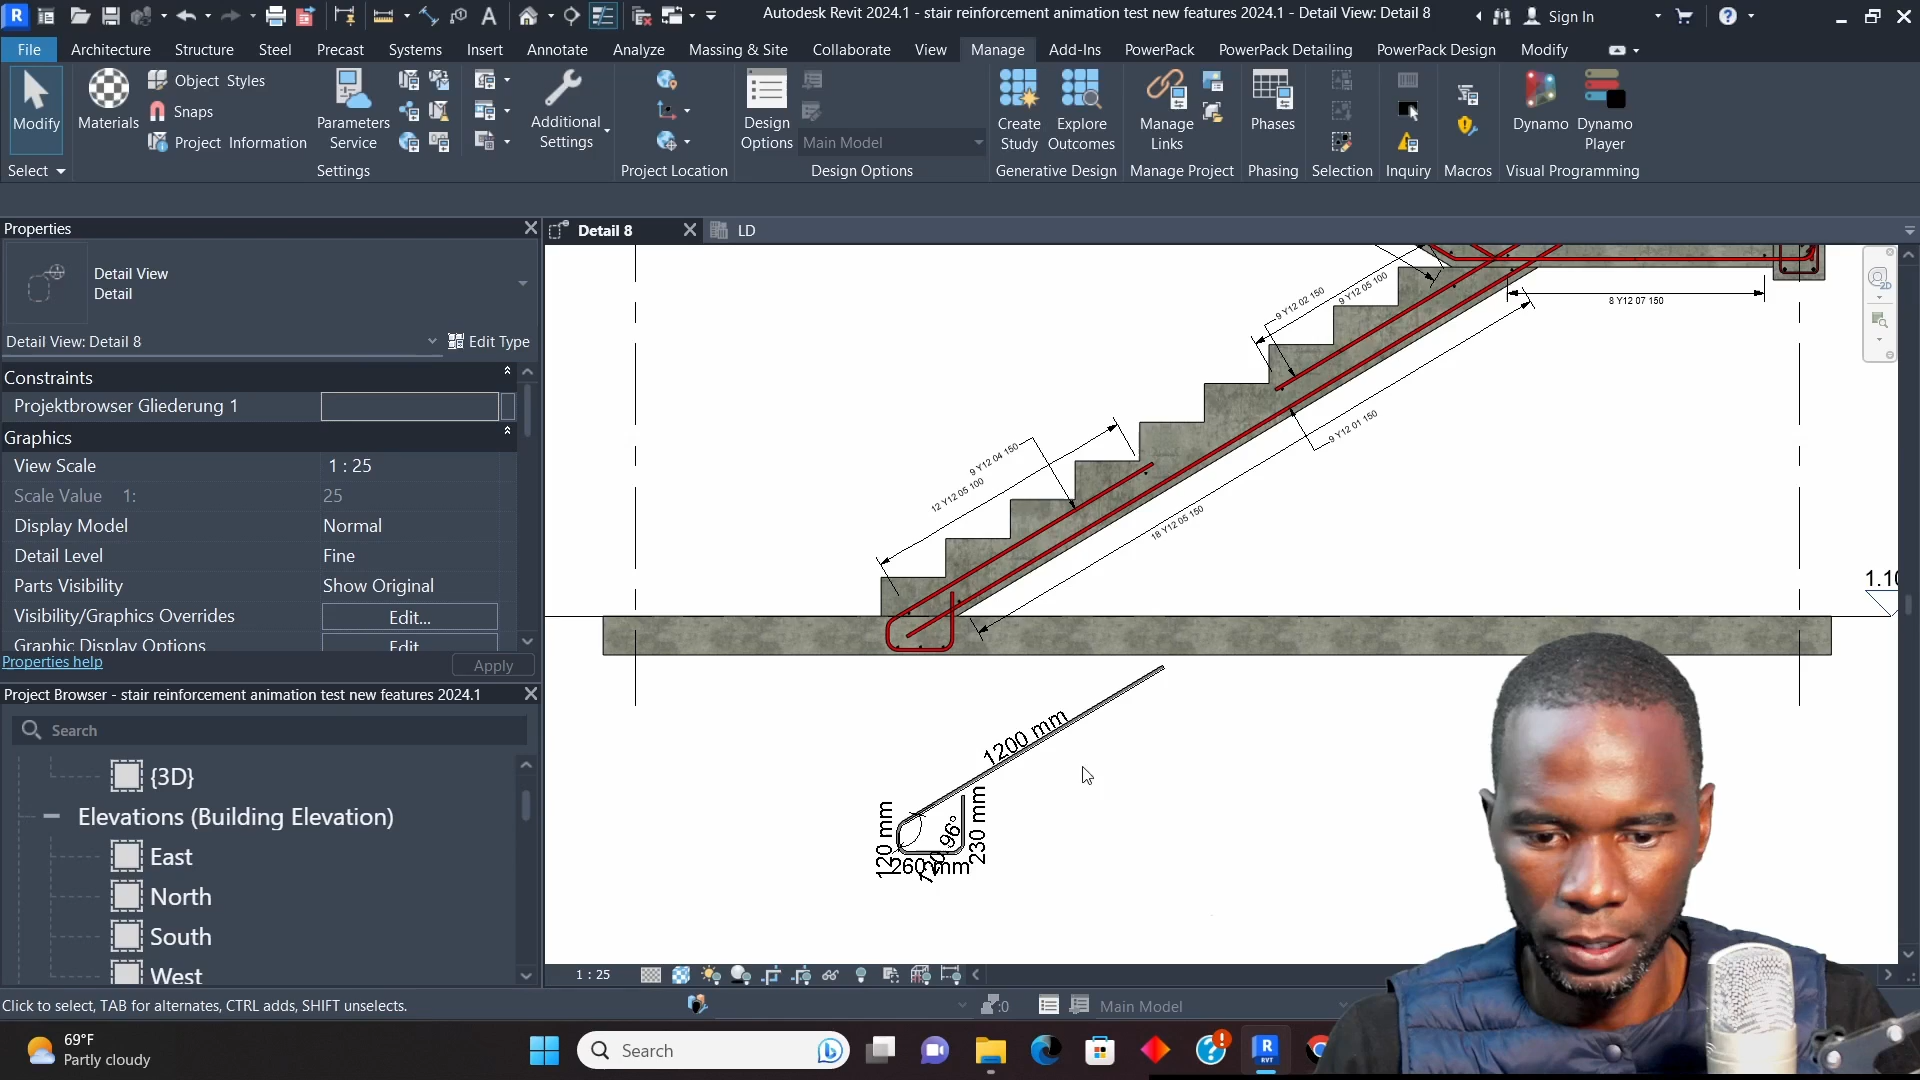 Autodesk Revit 2024.1 - stair reinforcement animation test new features 2024.1 - Detail View: Detail 8
Sign In
File Architecture Structure Steel Precast Systems Insert Annotate Analyze Massing & Site Collaborate View Manage Add-Ins PowerPack PowerPack Detailing PowerPack Design Modify
Modify
Materials
Object Styles
Snaps
Project Information
Parameters
Service
Additional
Settings
Design
Options
Main Model
Create
Study
Explore
Outcomes
Manage
Links
Phases
Dynamo
Dynamo
Player
Select Settings Project Location Design Options Generative Design Manage Project Phasing Selection Inquiry Macros Visual Programming
Properties
Detail View
Detail
Detail View: Detail 8 Edit Type
Constraints
Projektbrowser Gliederung 1
Graphics
View Scale 1 : 25
Scale Value 1: 25
Display Model Normal
Detail Level Fine
Parts Visibility Show Original
Visibility/Graphics Overrides Edit...
Graphic Display Options Edit
Properties help Apply
Project Browser - stair reinforcement animation test new features 2024.1
Search
{3D}
Elevations (Building Elevation)
East
North
South
West
Detail 8
LD
9 Y12 02 150
9 Y12 05 100
8 Y12 07 150
9 Y12 01 150
9 Y12 04 150
12 Y12 05 100
18 Y12 05 150
1200 mm
120 mm
230 mm
260 mm
1 : 25
Click to select, TAB for alternates, CTRL adds, SHIFT unselects.
:0
Main Model
69°F
Partly cloudy
Search